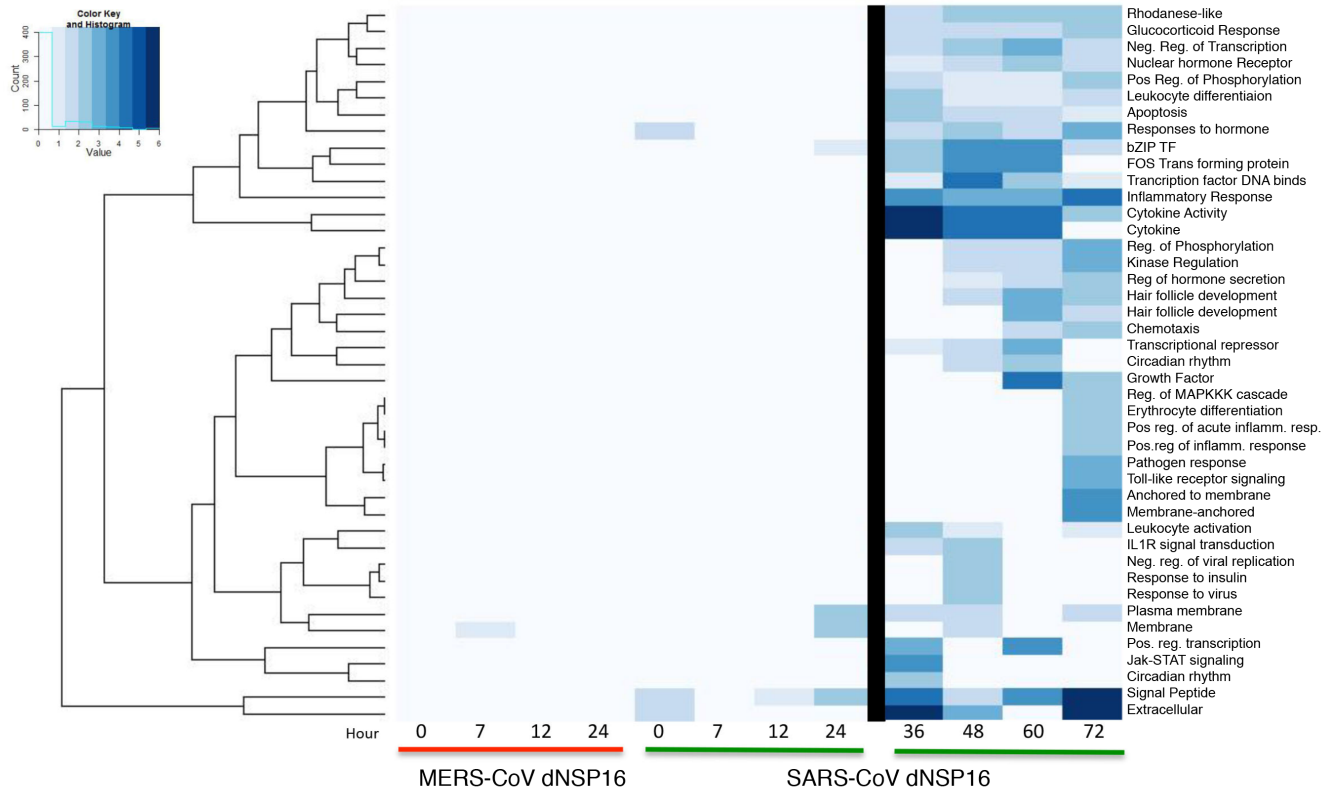 Color Key
and Histogram
Count
0 100 200 300 400
0 1 2 3 4 5 6
Value
Rhodanese-like
Glucocorticoid Response
Neg. Reg. of Transcription
Nuclear hormone Receptor
Pos Reg. of Phosphorylation
Leukocyte differentiaion
Apoptosis
Responses to hormone
bZIP TF
FOS Trans forming protein
Trancription factor DNA binds
Inflammatory Response
Cytokine Activity
Cytokine
Reg. of Phosphorylation
Kinase Regulation
Reg of hormone secretion
Hair follicle development
Hair follicle development
Chemotaxis
Transcriptional repressor
Circadian rhythm
Growth Factor
Reg. of MAPKKK cascade
Erythrocyte differentiation
Pos reg. of acute inflamm. resp.
Pos.reg of inflamm. response
Pathogen response
Toll-like receptor signaling
Anchored to membrane
Membrane-anchored
Leukocyte activation
IL1R signal transduction
Neg. reg. of viral replication
Response to insulin
Response to virus
Plasma membrane
Membrane
Pos. reg. transcription
Jak-STAT signaling
Circadian rhythm
Signal Peptide
Extracellular
Hour 0 7 12 24 0 7 12 24 36 48 60 72
MERS-CoV dNSP16 SARS-CoV dNSP16